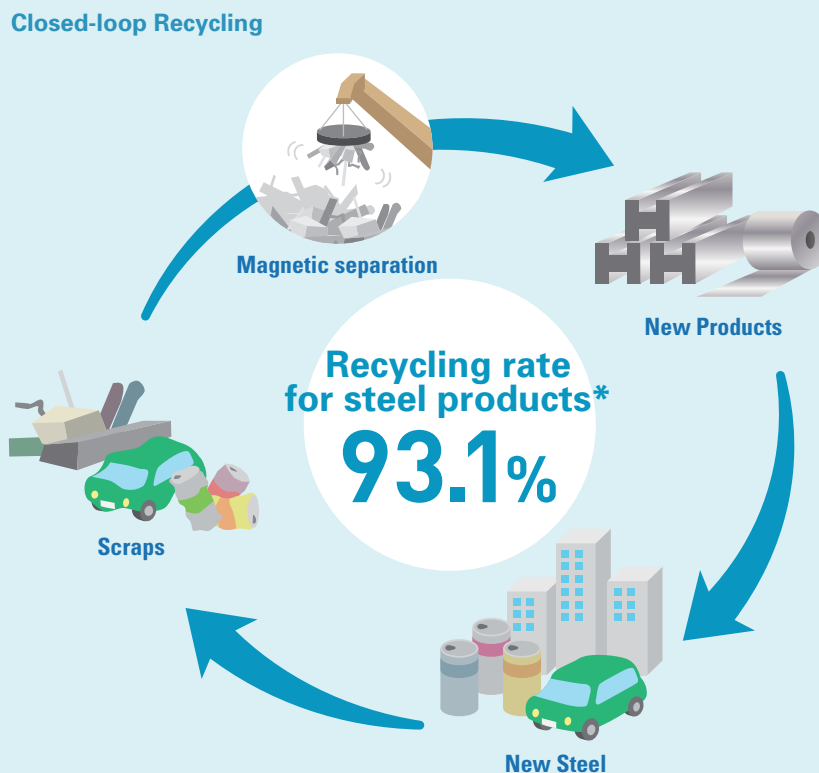 Closed-loop Recycling
Magnetic separation
New Products
Recycling rate
for steel products*
93.1%
Scraps
New Steel